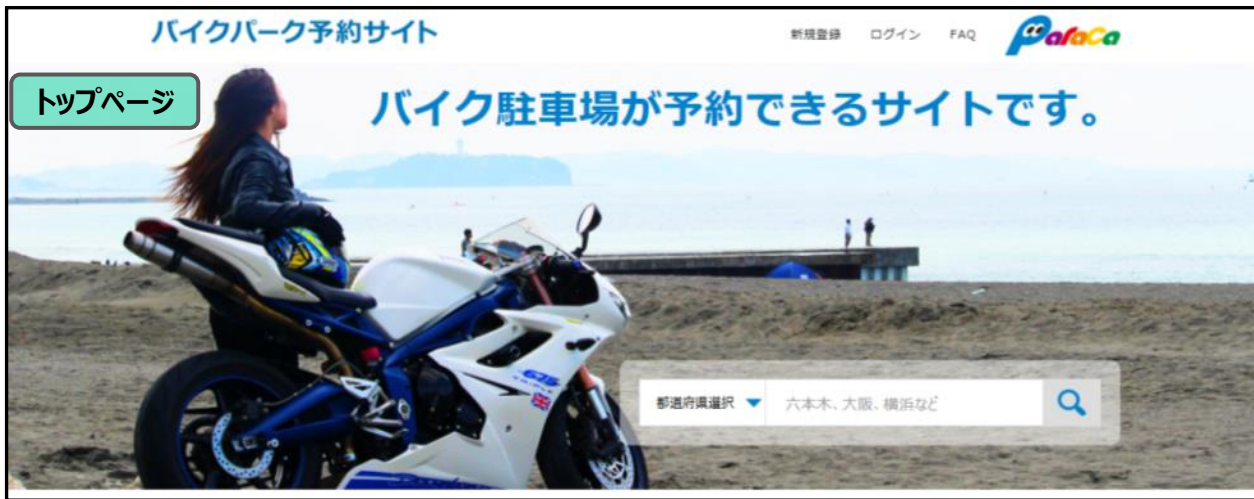 バイクパーク予約サイト
新規登録 ログイン FAQ ParaCa
トップページ
バイク駐車場が予約できるサイトです。
675
都道府県選択 六本木、大阪、横浜など